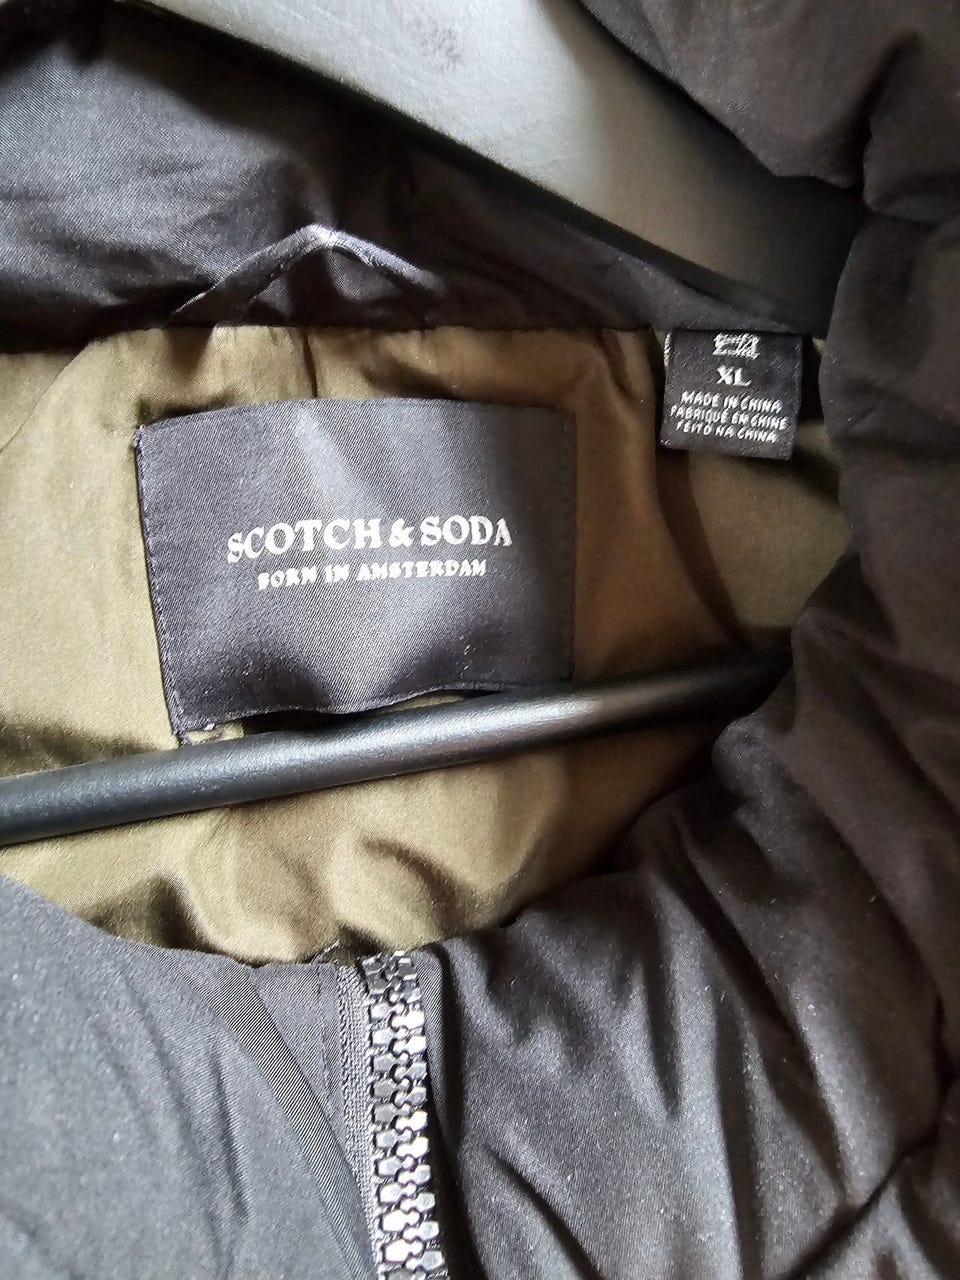 SCOTCH & SODA
BORN IN AMSTERDAM
XL
MADE IN CHINA
FABRIQUÉ EN CHINE
FEITO NA CHINA